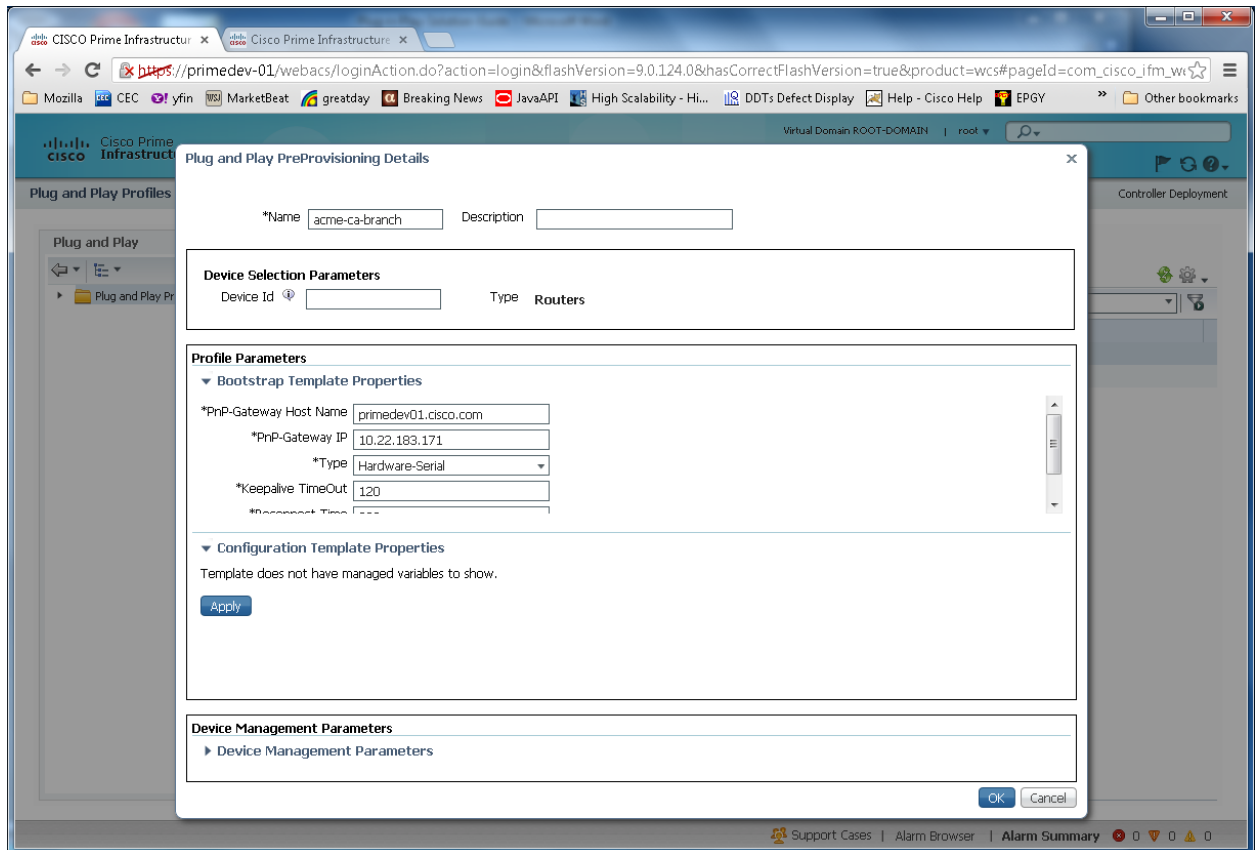 CISCO Prime Infrastructur
Cisco Prime Infrastructure
https://primedev-01/webacs/loginAction.do?action=login&flashVersion=9.0.124.0&hasCorrectFlashVersion=true&product=wcs#pageId=com_cisco_ifm_we
Mozilla CEC yfin MarketBeat greatday Breaking News JavaAPI High Scalability - Hi... DDTs Defect Display Help - Cisco Help EPGY » Other bookmarks
Virtual Domain ROOT-DOMAIN | root
cisco Cisco Prime
Infrastruct
Plug and Play Profiles
Controller Deployment
Plug and Play
Plug and Play Pr
Plug and Play PreProvisioning Details
*Name acme-ca-branch Description
Device Selection Parameters
Device Id Type Routers
Profile Parameters
Bootstrap Template Properties
*PnP-Gateway Host Name primedev01.cisco.com
*PnP-Gateway IP 10.22.183.171
*Type Hardware-Serial
*Keepalive TimeOut 120
*Reconnect Time
Configuration Template Properties
Template does not have managed variables to show.
Apply
Device Management Parameters
Device Management Parameters
OK Cancel
Support Cases | Alarm Browser | Alarm Summary 0 0 0